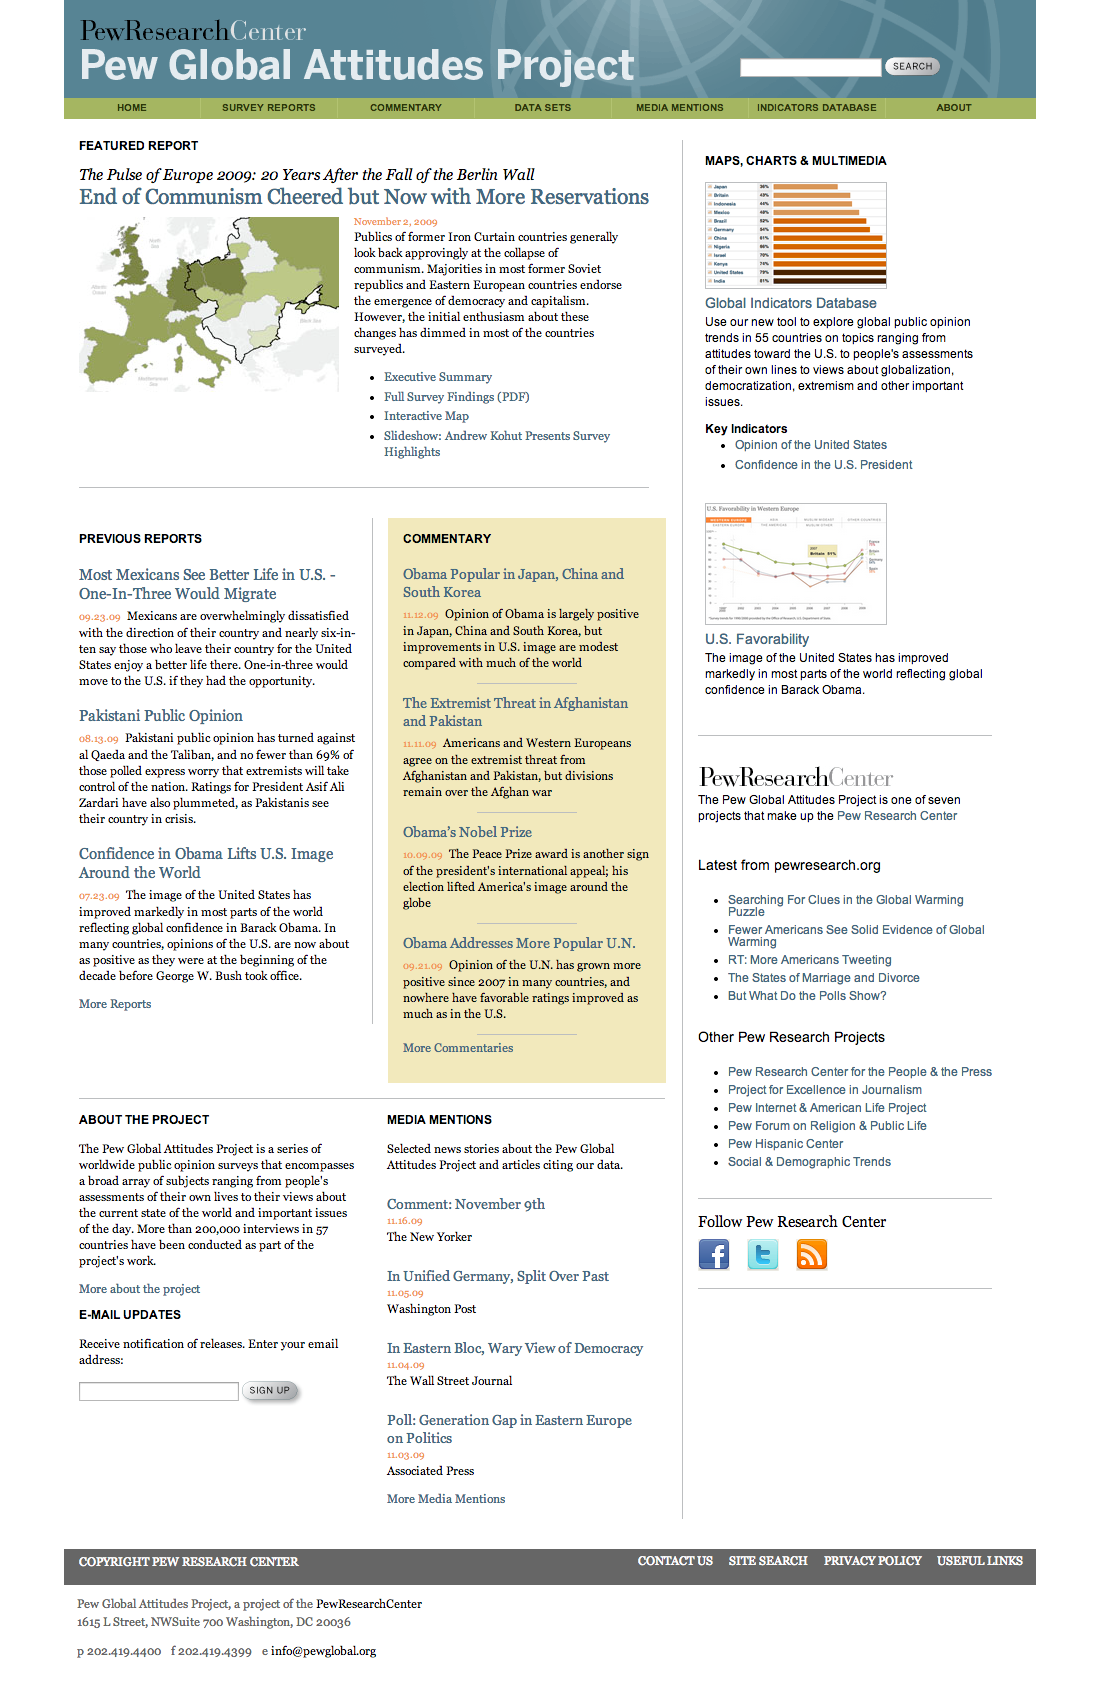 PewResearchCenter
Pew Global Attitudes Project
SEARCH
HOME
SURVEY REPORTS
COMMENTARY
DATA SETS
MEDIA MENTIONS
INDICATORS DATABASE
ABOUT
FEATURED REPORT
The Pulse of Europe 2009: 20 Years After the Fall of the Berlin Wall
End of Communism Cheered but Now with More Reservations
November 2, 2009
Publics of former Iron Curtain countries generally
look back approvingly at the collapse of
communism. Majorities in most former Soviet
republics and Eastern European countries endorse
the emergence of democracy and capitalism.
However, the initial enthusiasm about these
changes has dimmed in most of the countries
surveyed.
Executive Summary
Full Survey Findings (PDF)
Interactive Map
Slideshow: Andrew Kohut Presents Survey
Highlights
PREVIOUS REPORTS
Most Mexicans See Better Life in U.S. -
One-In-Three Would Migrate
09.23.09 Mexicans are overwhelmingly dissatisfied
with the direction of their country and nearly six-in-
ten say those who leave their country for the United
States enjoy a better life there. One-in-three would
move to the U.S. if they had the opportunity.
Pakistani Public Opinion
08.13.09 Pakistani public opinion has turned against
al Qaeda and the Taliban, and no fewer than 69% of
those polled express worry that extremists will take
control of the nation. Ratings for President Asif Ali
Zardari have also plummeted, as Pakistanis see
their country in crisis.
Confidence in Obama Lifts U.S. Image
Around the World
07.23.09 The image of the United States has
improved markedly in most parts of the world
reflecting global confidence in Barack Obama. In
many countries, opinions of the U.S. are now about
as positive as they were at the beginning of the
decade before George W. Bush took office.
More Reports
COMMENTARY
Obama Popular in Japan, China and
South Korea
11.12.09 Opinion of Obama is largely positive
in Japan, China and South Korea, but
improvements in U.S. image are modest
compared with much of the world
The Extremist Threat in Afghanistan
and Pakistan
11.11.09 Americans and Western Europeans
agree on the extremist threat from
Afghanistan and Pakistan, but divisions
remain over the Afghan war
Obama's Nobel Prize
10.09.09 The Peace Prize award is another sign
of the president's international appeal; his
election lifted America's image around the
globe
Obama Addresses More Popular U.N.
09.21.09 Opinion of the U.N. has grown more
positive since 2007 in many countries, and
nowhere have favorable ratings improved as
much as in the U.S.
More Commentaries
ABOUT THE PROJECT
The Pew Global Attitudes Project is a series of
worldwide public opinion surveys that encompasses
a broad array of subjects ranging from people's
assessments of their own lives to their views about
the current state of the world and important issues
of the day. More than 200,000 interviews in 57
countries have been conducted as part of the
project's work.
More about the project
E-MAIL UPDATES
Receive notification of releases. Enter your email
address:
SIGN UP
MEDIA MENTIONS
Selected news stories about the Pew Global
Attitudes Project and articles citing our data.
Comment: November 9th
11.16.09
The New Yorker
In Unified Germany, Split Over Past
11.05.09
Washington Post
In Eastern Bloc, Wary View of Democracy
11.04.09
The Wall Street Journal
Poll: Generation Gap in Eastern Europe
on Politics
11.03.09
Associated Press
More Media Mentions
MAPS, CHARTS & MULTIMEDIA
Japan
Britain
Indonesia
Mexico
Brazil
Germany
China
Nigeria
Israel
Kenya
United States 79%
India 81%
Global Indicators Database
Use our new tool to explore global public opinion
trends in 55 countries on topics ranging from
attitudes toward the U.S. to people's assessments
of their own lines to views about globalization,
democratization, extremism and other important
issues.
Key Indicators
Opinion of the United States
Confidence in the U.S. President
U.S. Favorability in Western Europe
U.S. Favorability
The image of the United States has improved
markedly in most parts of the world reflecting global
confidence in Barack Obama.
PewResearchCenter
The Pew Global Attitudes Project is one of seven
projects that make up the Pew Research Center
Latest from pewresearch.org
Searching For Clues in the Global Warming
Puzzle
Fewer Americans See Solid Evidence of Global
Warming
RT: More Americans Tweeting
The States of Marriage and Divorce
But What Do the Polls Show?
Other Pew Research Projects
Pew Research Center for the People & the Press
Project for Excellence in Journalism
Pew Internet & American Life Project
Pew Forum on Religion & Public Life
Pew Hispanic Center
Social & Demographic Trends
Follow Pew Research Center
COPYRIGHT PEW RESEARCH CENTER
CONTACT US
SITE SEARCH
PRIVACY POLICY
USEFUL LINKS
Pew Global Attitudes Project, a project of the PewResearchCenter
1615 L Street, NWSuite 700 Washington, DC 20036
p 202.419.4400 f 202.419.4399 e info@pewglobal.org